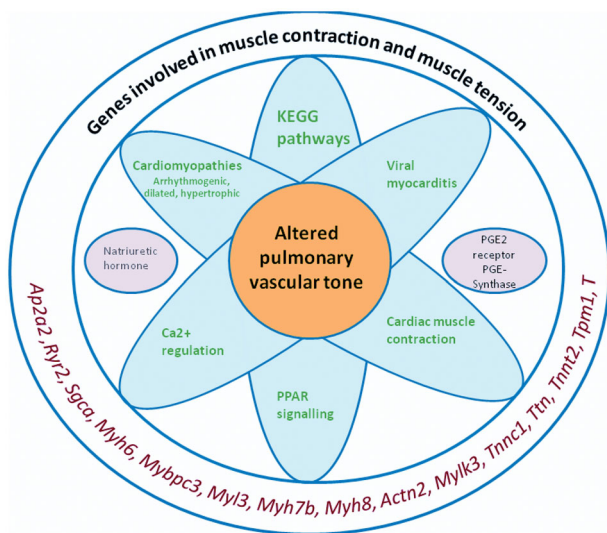 Genes involved in muscle contraction and muscle tension
KEGG
pathways
Cardiomyopathies
Arrhythmogenic,
dilated, hypertrophic
Viral
myocarditis
Altered
pulmonary
vascular tone
Natriuretic
hormone
PGE2
receptor
PGE-
Synthase
Ca2+
regulation
Cardiac muscle
contraction
PPAR
signalling
Ap2a2, Ryr2, Sgca, Myh6, Mybpc3, Myl3, Myh7b, Myh8, Actn2, Mylk3, Tnnc1, Ttn, Tnnt2, Tpm1, T